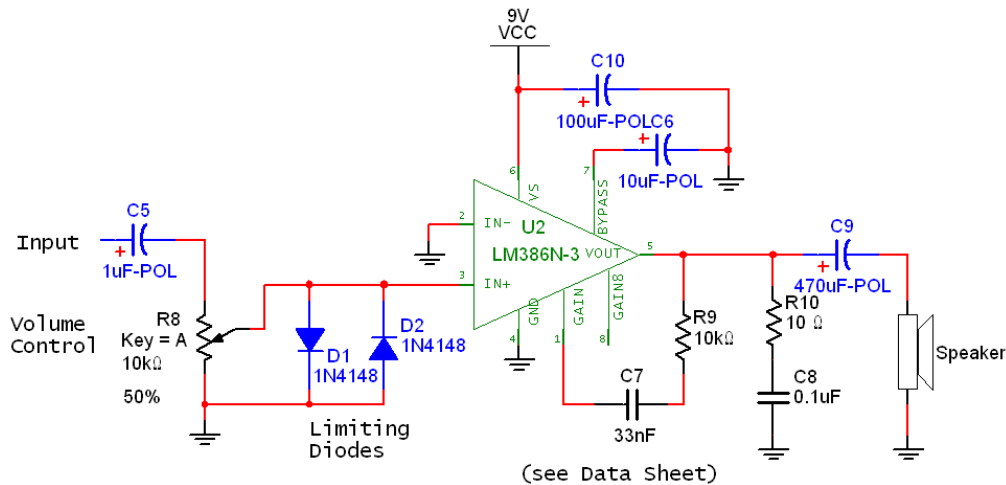 9V
VCC
C10
100uF-POL
C6
10uF-POL
6
VS
7
BYPASS
C5
Input
1uF-POL
2
IN-
U2
LM386N-3
VOUT
5
C9
470uF-POL
3
IN+
GND
4
GAIN
1
GAIN8
8
Volume
Control
R8
Key = A
10kΩ
50%
D1
1N4148
D2
1N4148
Limiting
Diodes
R9
10kΩ
R10
10 Ω
C7
33nF
C8
0.1uF
Speaker
(see Data Sheet)